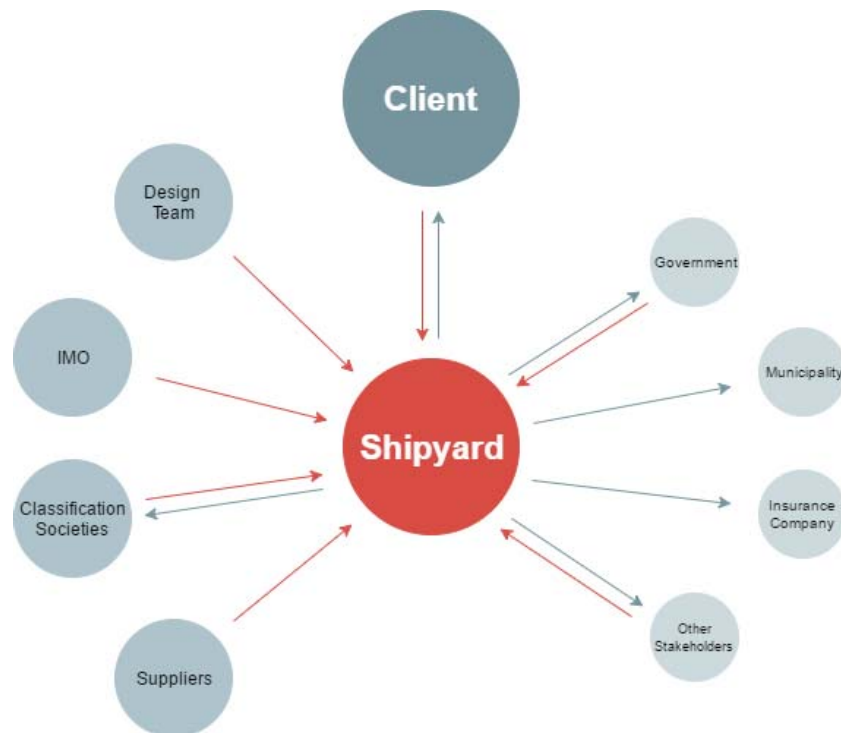 Client
Design
Team
Government
IMO
Municipality
Shipyard
Classification
Societies
Insurance
Company
Suppliers
Other
Stakeholders